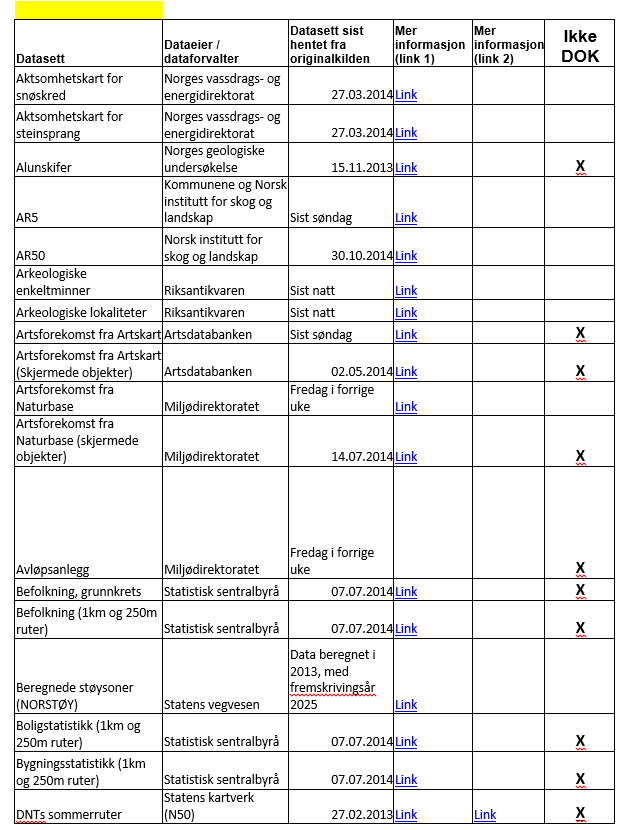 Datasett
Dataeier /
dataforvalter
Datasett sist
hentet fra
originalkilden
Mer
informasjon
(link 1)
Mer
informasjon
(link 2)
Ikke
DOK
Aktsomhetskart for
snøskred
Norges vassdrags- og
energidirektorat
27.03.2014
Link
Aktsomhetskart for
steinsprang
Norges vassdrags- og
energidirektorat
27.03.2014
Link
Alunskifer
Norges geologiske
undersøkelse
15.11.2013
Link
X
AR5
Kommunene og Norsk
institutt for skog og
landskap
Sist søndag
Link
AR50
Norsk institutt for
skog og landskap
30.10.2014
Link
Arkeologiske
enkeltminner
Riksantikvaren
Sist natt
Link
Arkeologiske lokaliteter
Riksantikvaren
Sist natt
Link
Artsforekomst fra Artskart
Artsdatabanken
Sist søndag
Link
X
Artsforekomst fra Artskart
(Skjermede objekter)
Artsdatabanken
02.05.2014
Link
X
Artsforekomst fra
Naturbase
Miljødirektoratet
Fredag i forrige
uke
Link
Artsforekomst fra
Naturbase (skjermede
objekter)
Miljødirektoratet
14.07.2014
Link
X
Avløpsanlegg
Miljødirektoratet
Fredag i forrige
uke
X
Befolkning, grunnkrets
Statistisk sentralbyrå
07.07.2014
Link
X
Befolkning (1km og 250m
ruter)
Statistisk sentralbyrå
07.07.2014
Link
X
Beregnede støysoner
(NORSTØY)
Statens vegvesen
Data beregnet i
2013, med
fremskrivingsår
2025
Link
Boligstatistikk (1km og
250m ruter)
Statistisk sentralbyrå
07.07.2014
Link
X
Bygningsstatistikk (1km
og 250m ruter)
Statistisk sentralbyrå
07.07.2014
Link
X
DNTs sommerruter
Statens kartverk
(N50)
27.02.2013
Link
Link
X